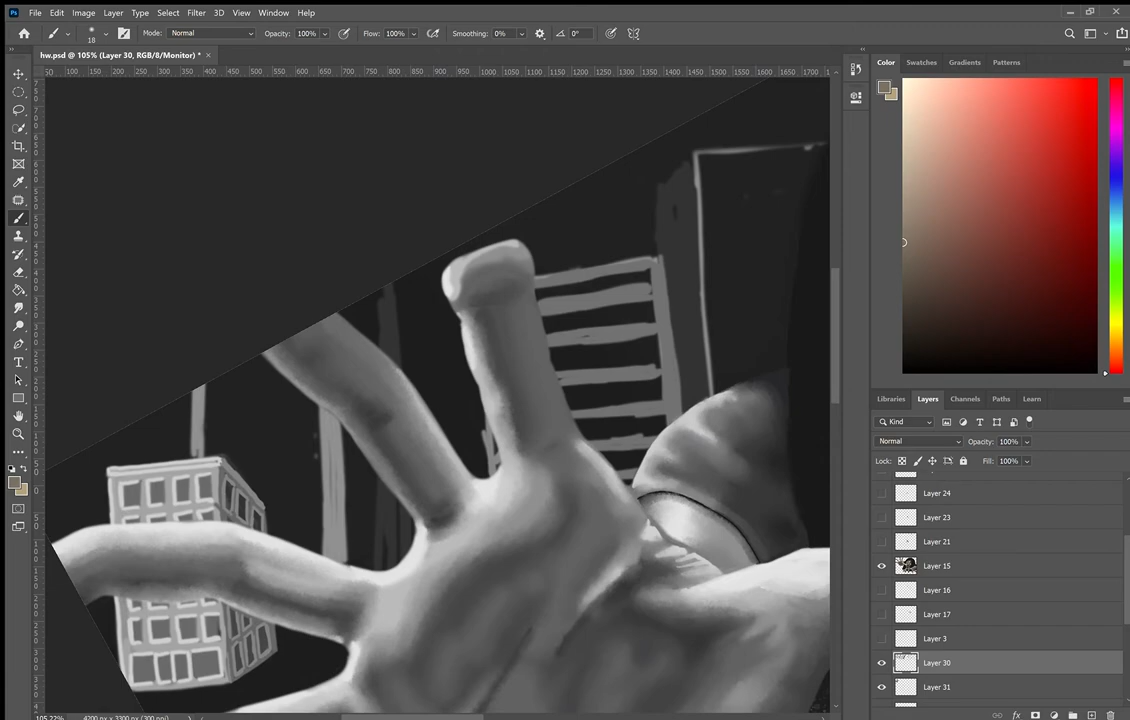 Ps File Edit Image Layer Type Select Filter 3D View Window Help
18 Mode: Normal Opacity: 100% Flow: 100% Smoothing: 0% 0°
hw.psd @ 105% (Layer 30, RGB/8/Monitor) *
50 100 150 200 250 300 350 400 450 500 550 600 650 700 750 800 850 900 950 1000 1050 1100 1150 1200 1250 1300 1350 1400 1450 1500 1550 1600 1650 1700 1
Color Swatches Gradients Patterns
Libraries Layers Channels Paths Learn
Kind
Normal Opacity: 100%
Lock: Fill: 100%
Layer 24
Layer 23
Layer 21
Layer 15
Layer 16
Layer 17
Layer 3
Layer 30
Layer 31
fx
105.22% 4200 px x 3300 px (300 ppi)